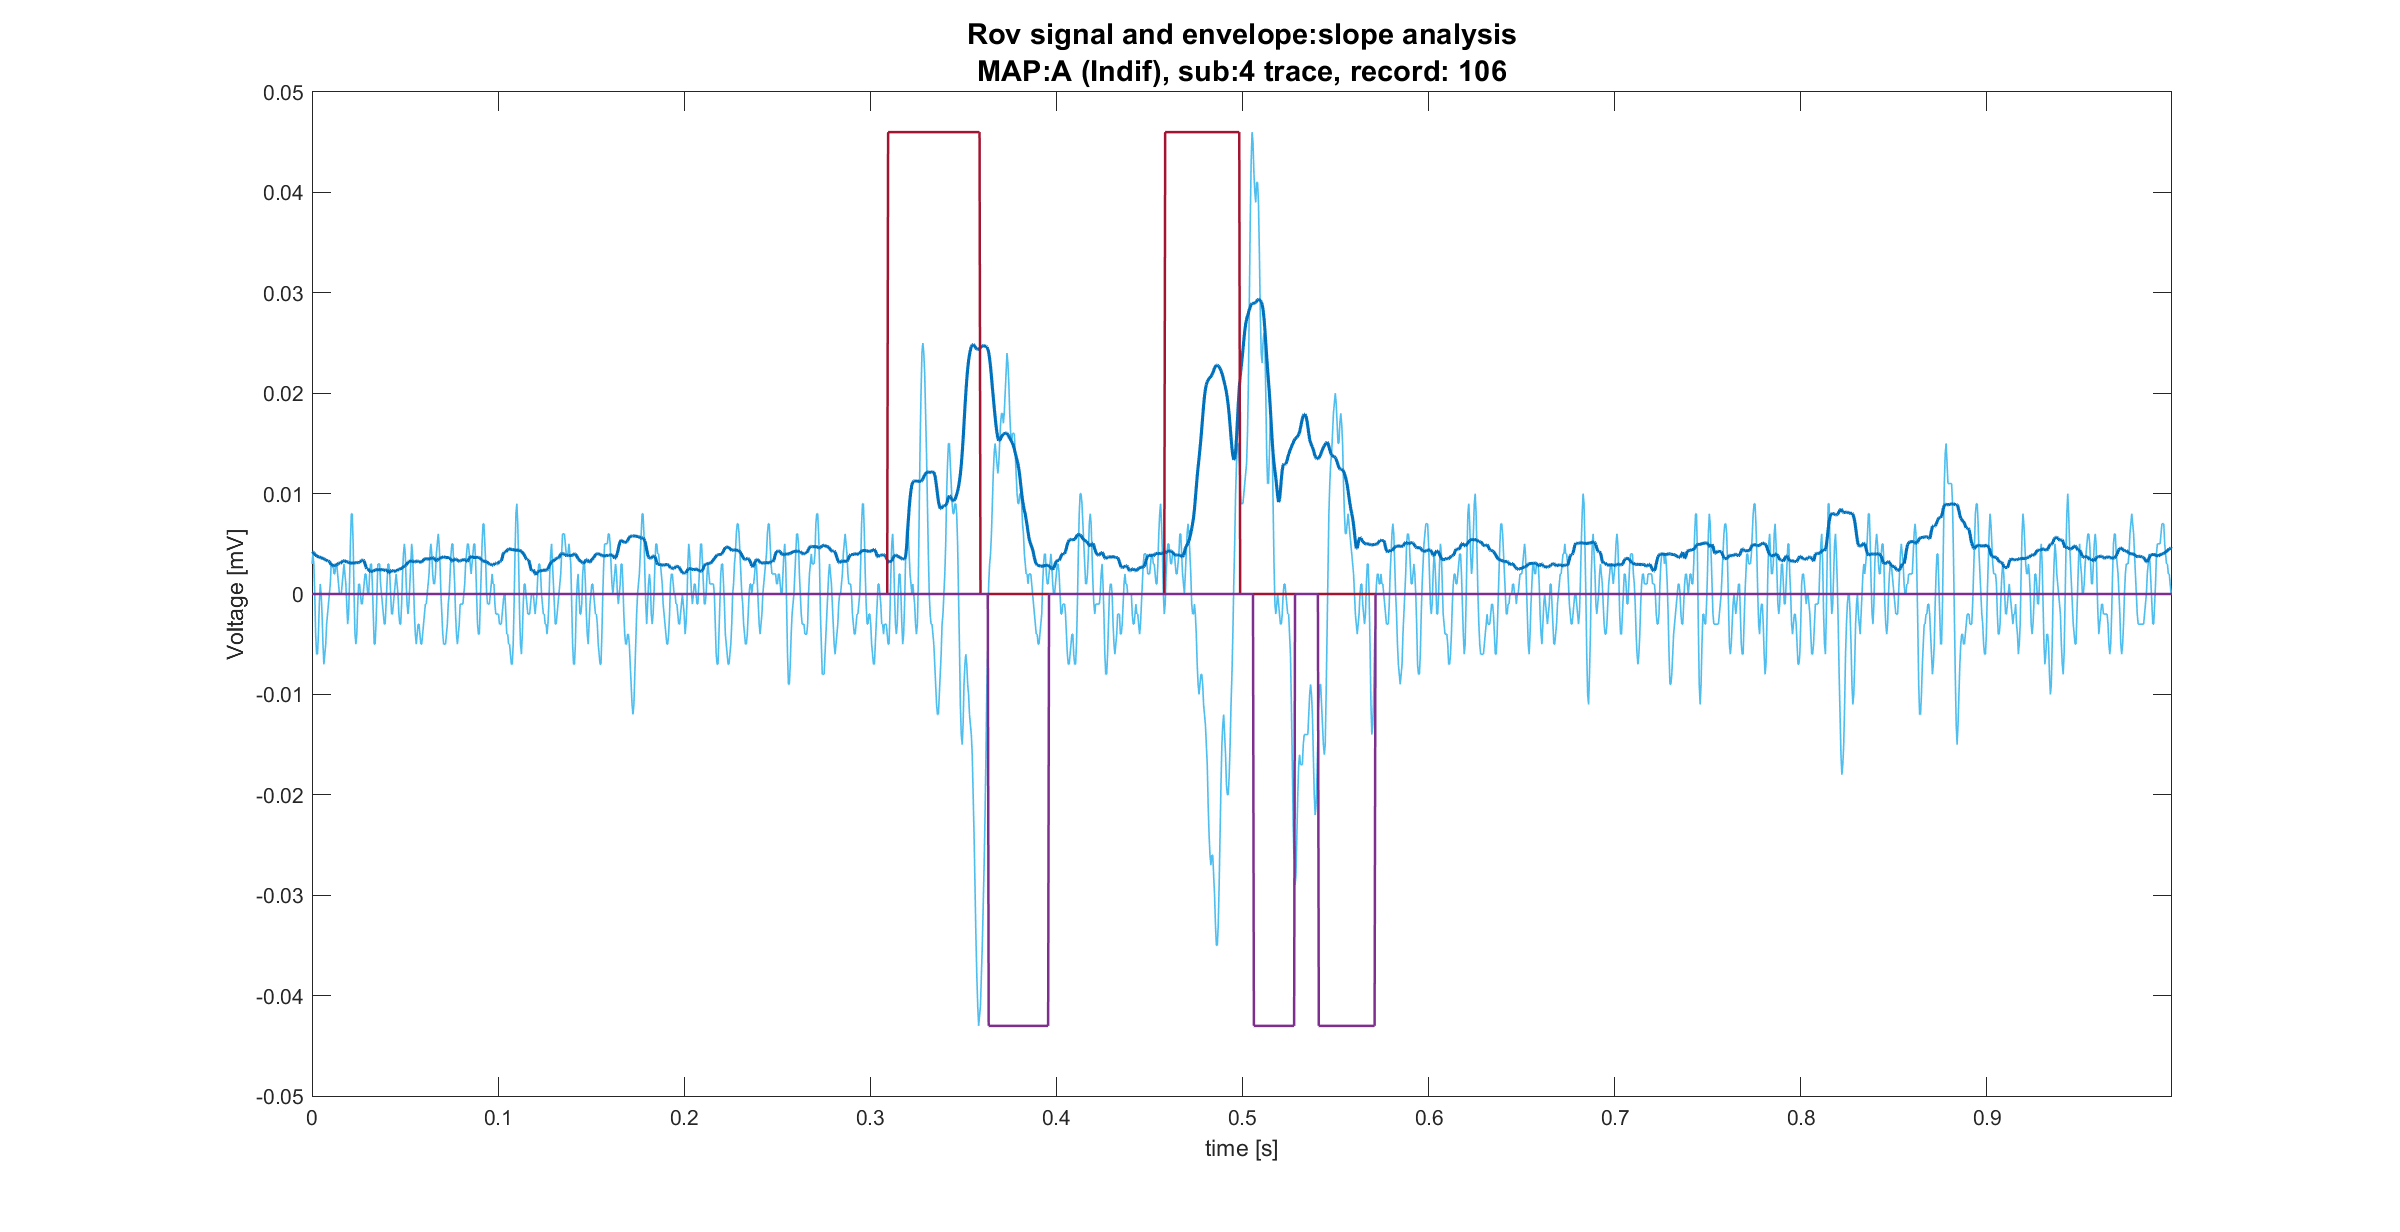 Rov signal and envelope:slope analysis
MAP:A (Indif), sub:4 trace, record: 106
0.05
0.04
0.03
0.02
0.01
0
-0.01
-0.02
-0.03
-0.04
-0.05
Voltage [mV]
0 0.1 0.2 0.3 0.4 0.5 0.6 0.7 0.8 0.9
time [s]